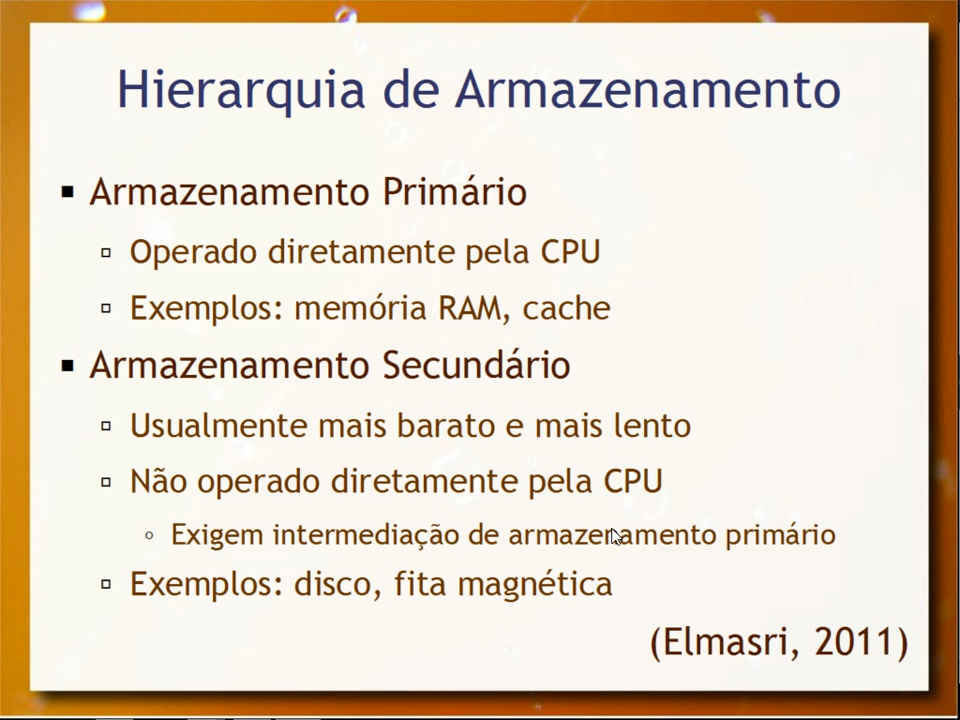 Hierarquia de Armazenamento
Armazenamento Primário
Operado diretamente pela CPU
Exemplos: memória RAM, cache
Armazenamento Secundário
Usualmente mais barato e mais lento
Não operado diretamente pela CPU
Exigem intermediação de armazenamento primário
Exemplos: disco, fita magnética
(Elmasri, 2011)